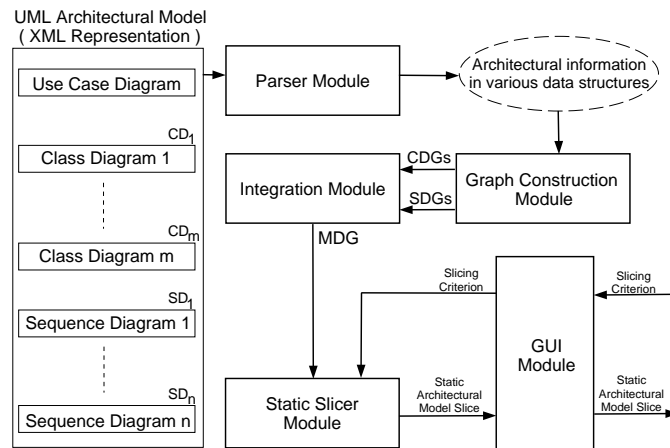 UML Architectural Model
( XML Representation )
Use Case Diagram
CD1
Class Diagram 1
CDm
Class Diagram m
SD1
Sequence Diagram 1
SDn
Sequence Diagram n
Parser Module
Architectural information
in various data structures
Integration Module
CDGs
SDGs
Graph Construction
Module
MDG
Slicing
Criterion
GUI
Module
Slicing
Criterion
Static Slicer
Module
Static
Architectural
Model Slice
Static
Architectural
Model Slice